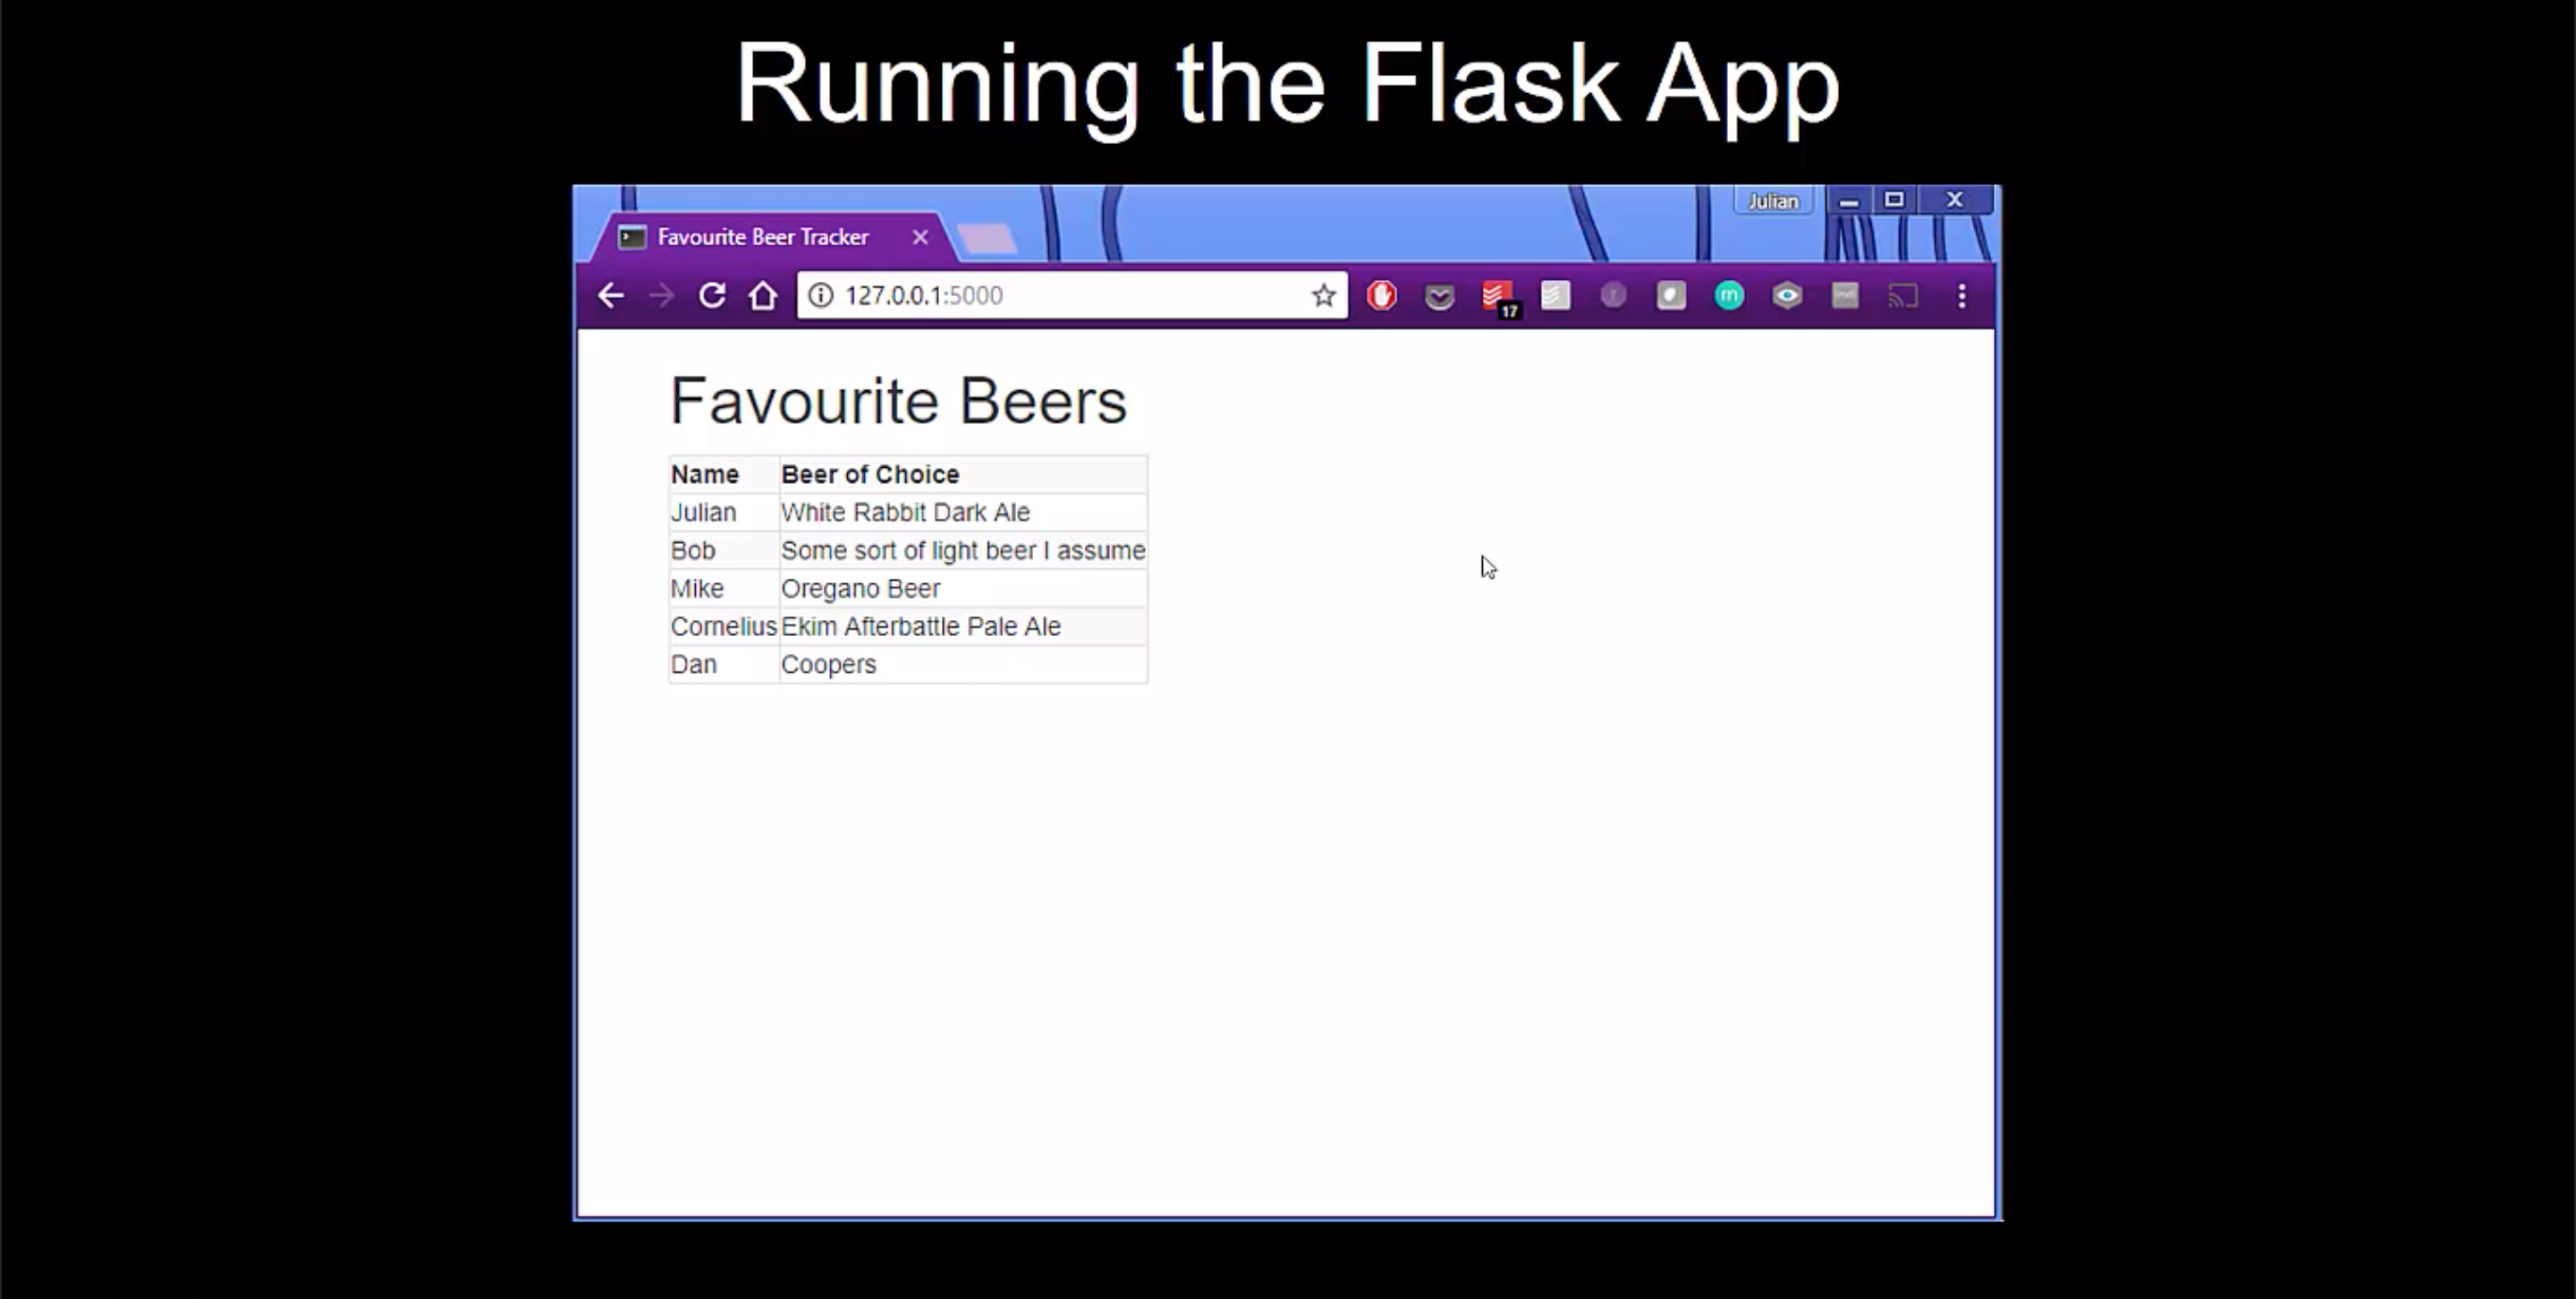 Running the Flask App
Julian
Favourite Beer Tracker
127.0.0.1:5000
m
17
Favourite Beers
Name Beer of Choice
Julian White Rabbit Dark Ale
Bob Some sort of light beer I assume
Mike Oregano Beer
Cornelius Ekim Afterbattle Pale Ale
Dan Coopers